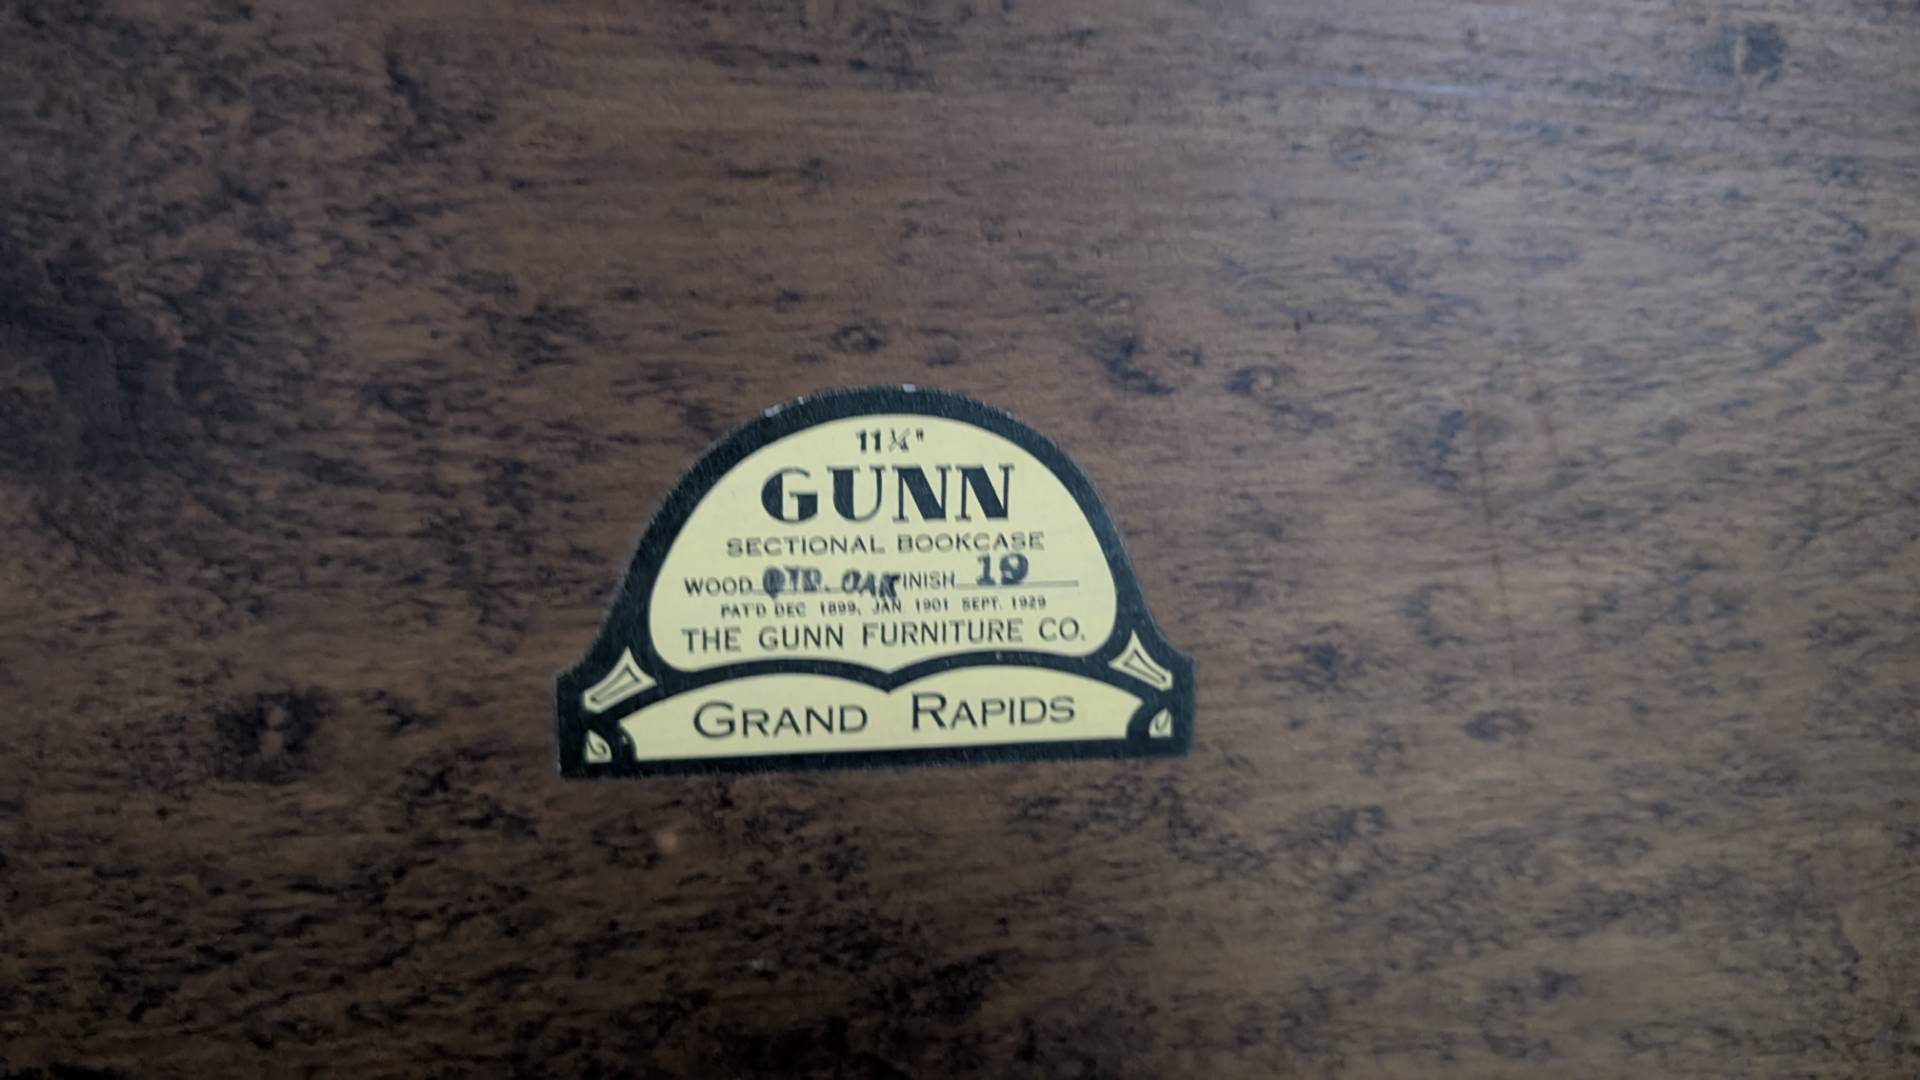 11¼"
GUNN
SECTIONAL BOOKCASE
WOOD QTD. OAK FINISH 19
PAT'D DEC 1899, JAN 1901 SEPT. 1929
THE GUNN FURNITURE CO.
GRAND RAPIDS